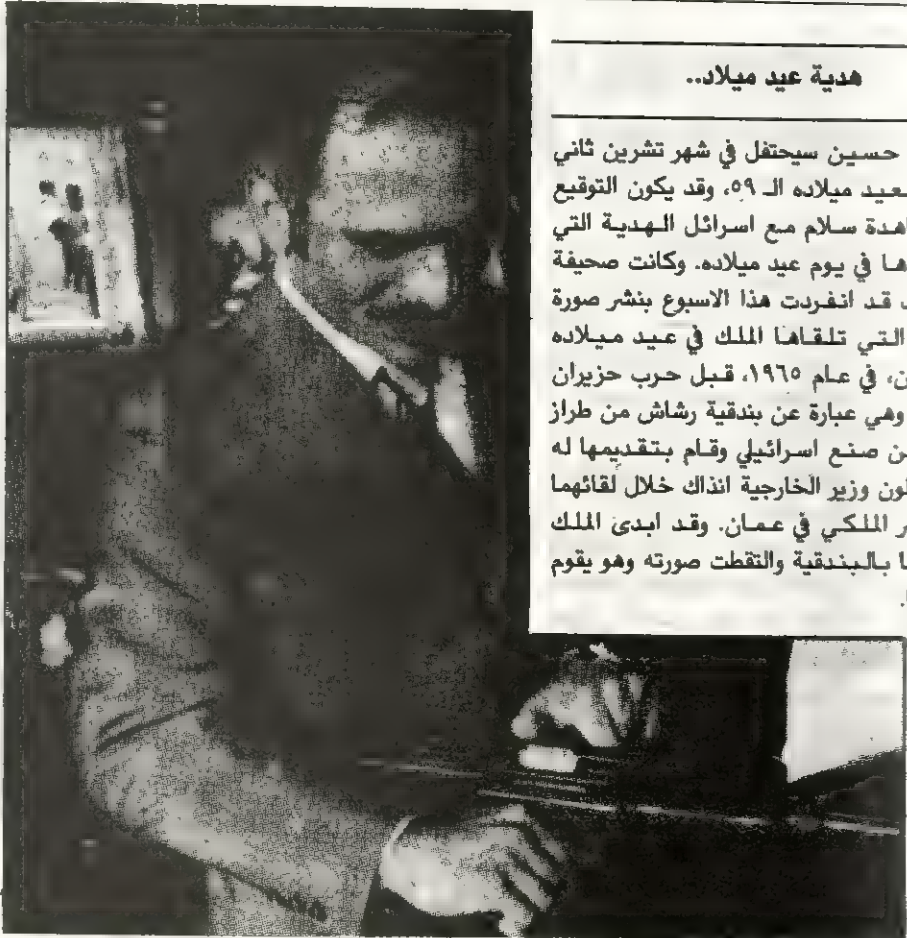 هدية عيد ميلاد..
حسين سيحتفل في شهر تشرين ثاني
بعيد ميلاده الـ ٥٩، وقد يكون التوقيع
اهدة سلام مع اسرائل الهدية التي
ها في يوم عيد ميلاده. وكانت صحيفة
قد انفردت هذا الاسبوع بنشر صورة
التي تلقاها الملك في عيد ميلاده
ن، في عام ١٩٦٥، قبل حرب حزيران
وهي عبارة عن بندقية رشاش من طراز
من صنع اسرائيلي وقام بتقديمها له
لون وزير الخارجية انذاك خلال لقائهما
ر الملكي في عمان. وقد ابدى الملك
ا بالبندقية والتقطت صورته وهو يقوم